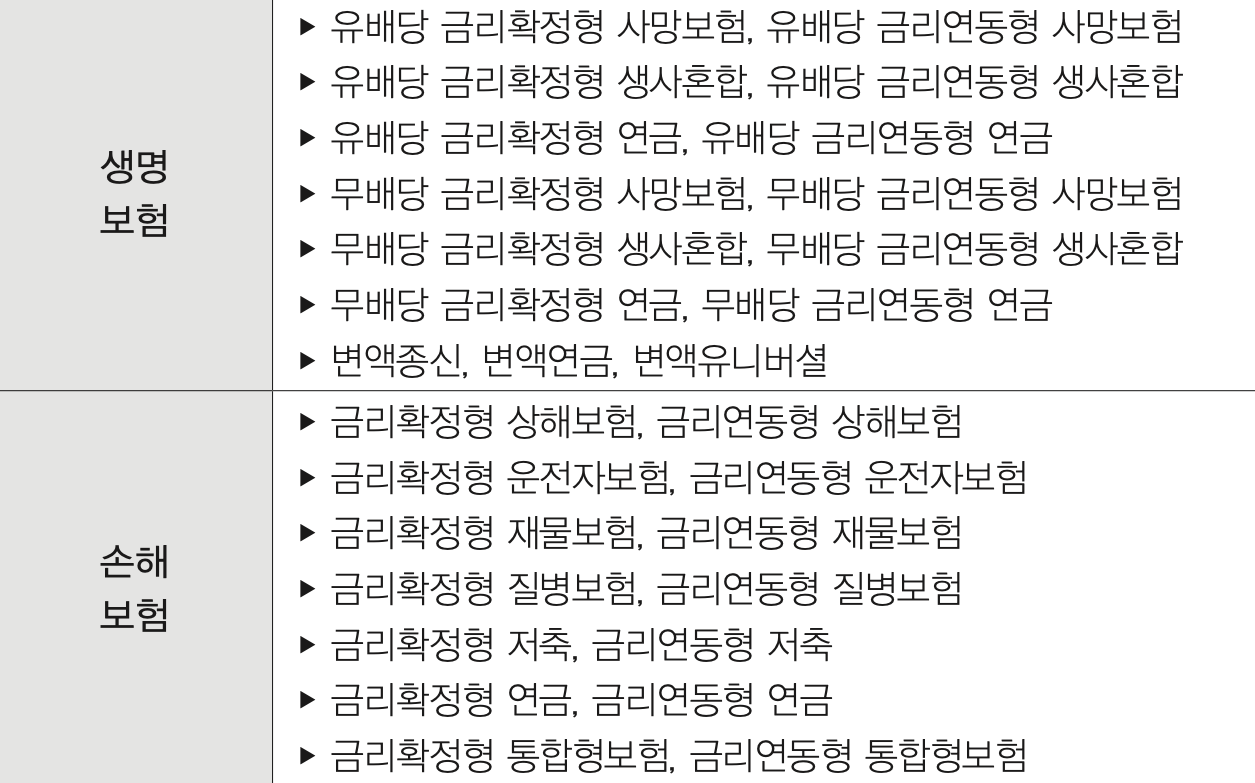 생명
보험
▶ 유배당 금리확정형 사망보험, 유배당 금리연동형 사망보험
▶ 유배당 금리확정형 생사혼합, 유배당 금리연동형 생사혼합
▶ 유배당 금리확정형 연금, 유배당 금리연동형 연금
▶ 무배당 금리확정형 사망보험, 무배당 금리연동형 사망보험
▶ 무배당 금리확정형 생사혼합, 무배당 금리연동형 생사혼합
▶ 무배당 금리확정형 연금, 무배당 금리연동형 연금
▶ 변액종신, 변액연금, 변액유니버셜
손해
보험
▶ 금리확정형 상해보험, 금리연동형 상해보험
▶ 금리확정형 운전자보험, 금리연동형 운전자보험
▶ 금리확정형 재물보험, 금리연동형 재물보험
▶ 금리확정형 질병보험, 금리연동형 질병보험
▶ 금리확정형 저축, 금리연동형 저축
▶ 금리확정형 연금, 금리연동형 연금
▶ 금리확정형 통합형보험, 금리연동형 통합형보험